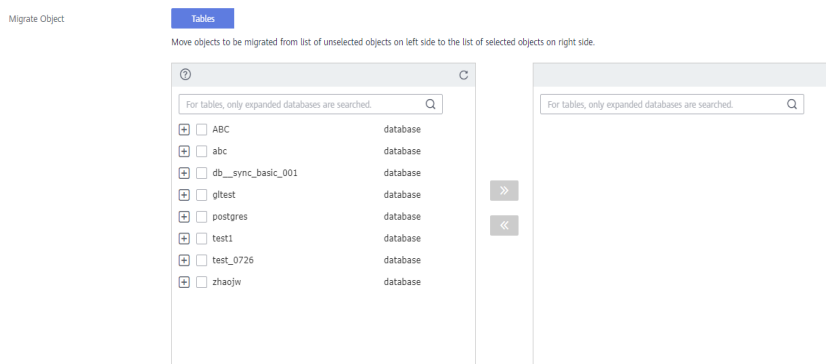 Migrate Object
Tables
Move objects to be migrated from list of unselected objects on left side to the list of selected objects on right side.
For tables, only expanded databases are searched.
For tables, only expanded databases are searched.
ABC database
abc database
db__sync_basic_001 database
gltest database
postgres database
test1 database
test_0726 database
zhaojw database